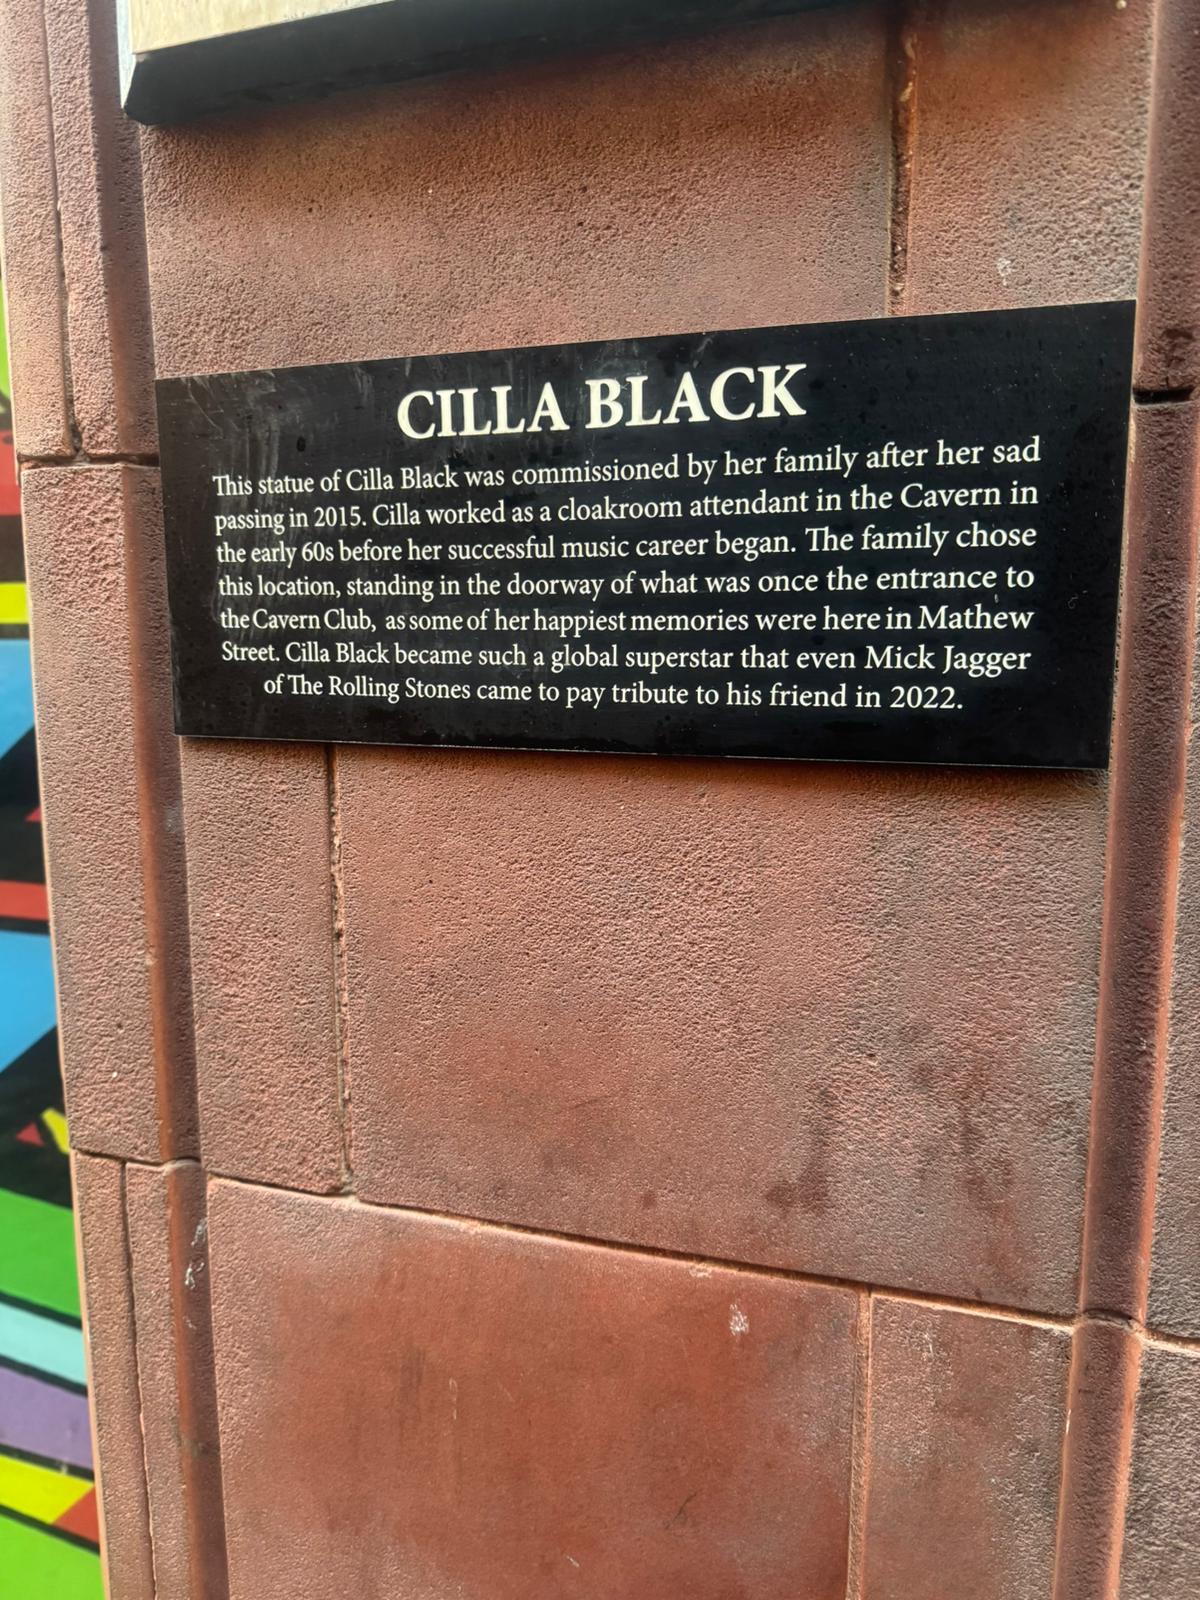 CILLA BLACK
This statue of Cilla Black was commissioned by her family after her sad
passing in 2015. Cilla worked as a cloakroom attendant in the Cavern in
the early 60s before her successful music career began. The family chose
this location, standing in the doorway of what was once the entrance to
the Cavern Club, as some of her happiest memories were here in Mathew
Street. Cilla Black became such a global superstar that even Mick Jagger
of The Rolling Stones came to pay tribute to his friend in 2022.